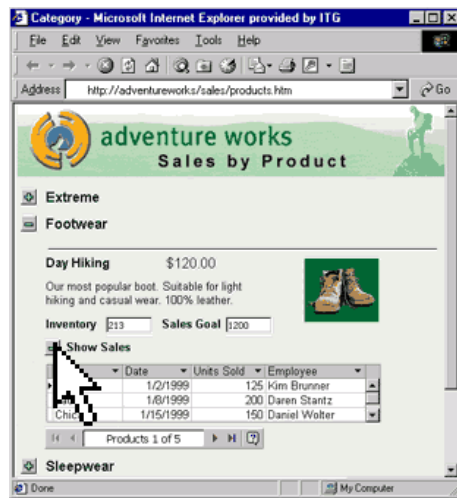 Category - Microsoft Internet Explorer provided by ITG
File Edit View Favorites Tools Help
Address http://adventureworks/sales/products.htm Go
adventure works
Sales by Product
Extreme
Footwear
Day Hiking $120.00
Our most popular boot. Suitable for light
hiking and casual wear. 100% leather.
Inventory 213 Sales Goal 1200
Show Sales
Date Units Sold Employee
1/2/1999 125 Kim Brunner
1/8/1999 200 Daren Stantz
1/15/1999 150 Daniel Wolter
Products 1 of 5
Sleepwear
Done My Computer